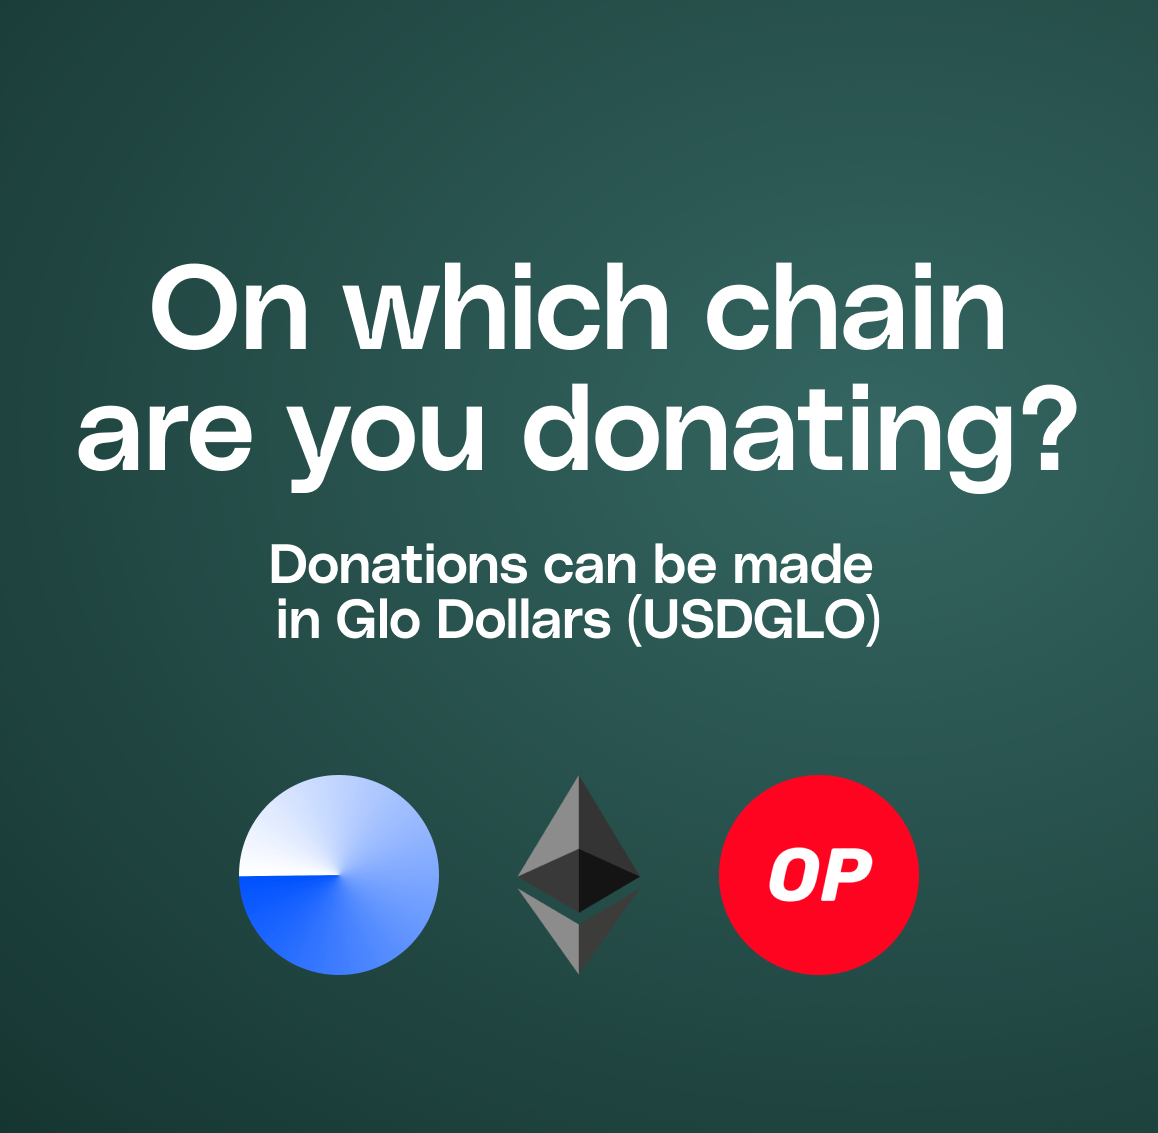 On which chain
are you donating?
Donations can be made
in Glo Dollars (USDGLO)
OP